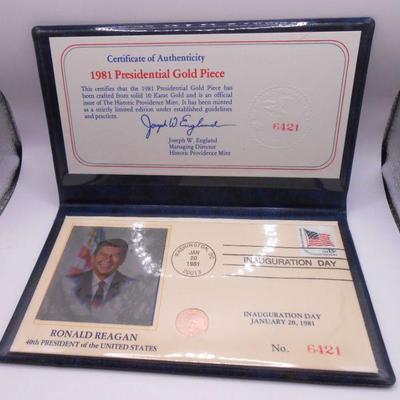 Certificate of Authenticity
1981 Presidential Gold Piece
This certifies that the 1981 Presidential Gold Piece has
been crafted from solid 10 Karat Gold and is an official
issue of The Historic Providence Mint. It has been minted
as a strictly limited edition under established guidelines
and practices.
Joseph W. England
Joseph W. England
Managing Director
Historic Providence Mint
6421
WASHINGTON, DC
JAN
20
1981
20013
INAUGURATION DAY
INAUGURATION DAY
JANUARY 20, 1981
RONALD REAGAN
40th PRESIDENT of the UNITED STATES
No. 6421